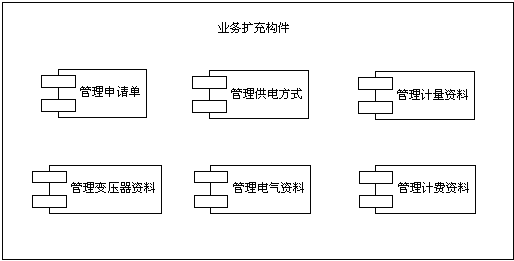 业务扩充构件
管理申请单
管理供电方式
管理计量资料
管理变压器资料
管理电气资料
管理计费资料